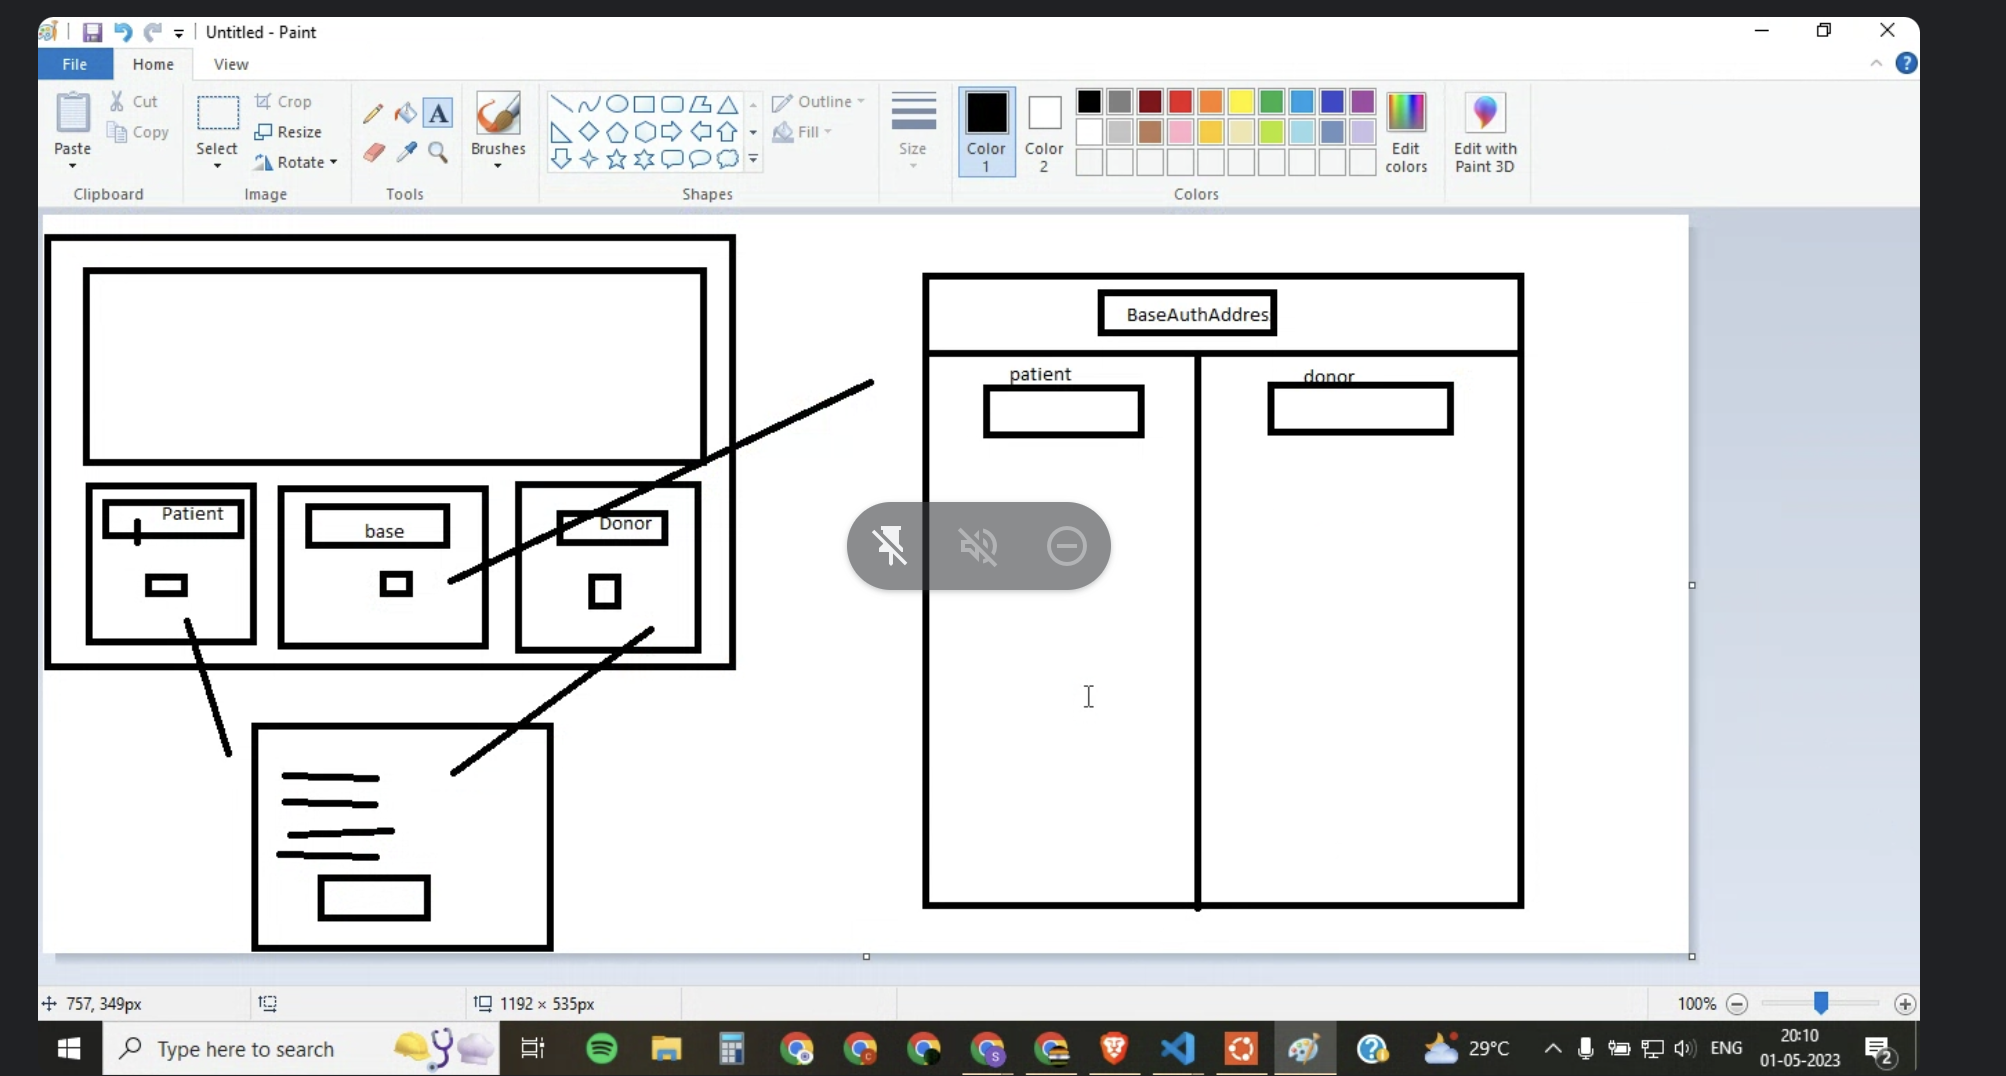 Untitled - Paint
File Home View
Cut
Copy
Paste
Clipboard
Crop
Resize
Rotate
Select
Image
A
Tools
Brushes
Outline
Fill
Shapes
Size
Color 1
Color 2
Edit colors
Edit with Paint 3D
Colors
?
BaseAuthAddres
patient
donor
Patient
base
Donor
757, 349px
1192 × 535px
100%
Type here to search
29°C
ENG
20:10
01-05-2023
2